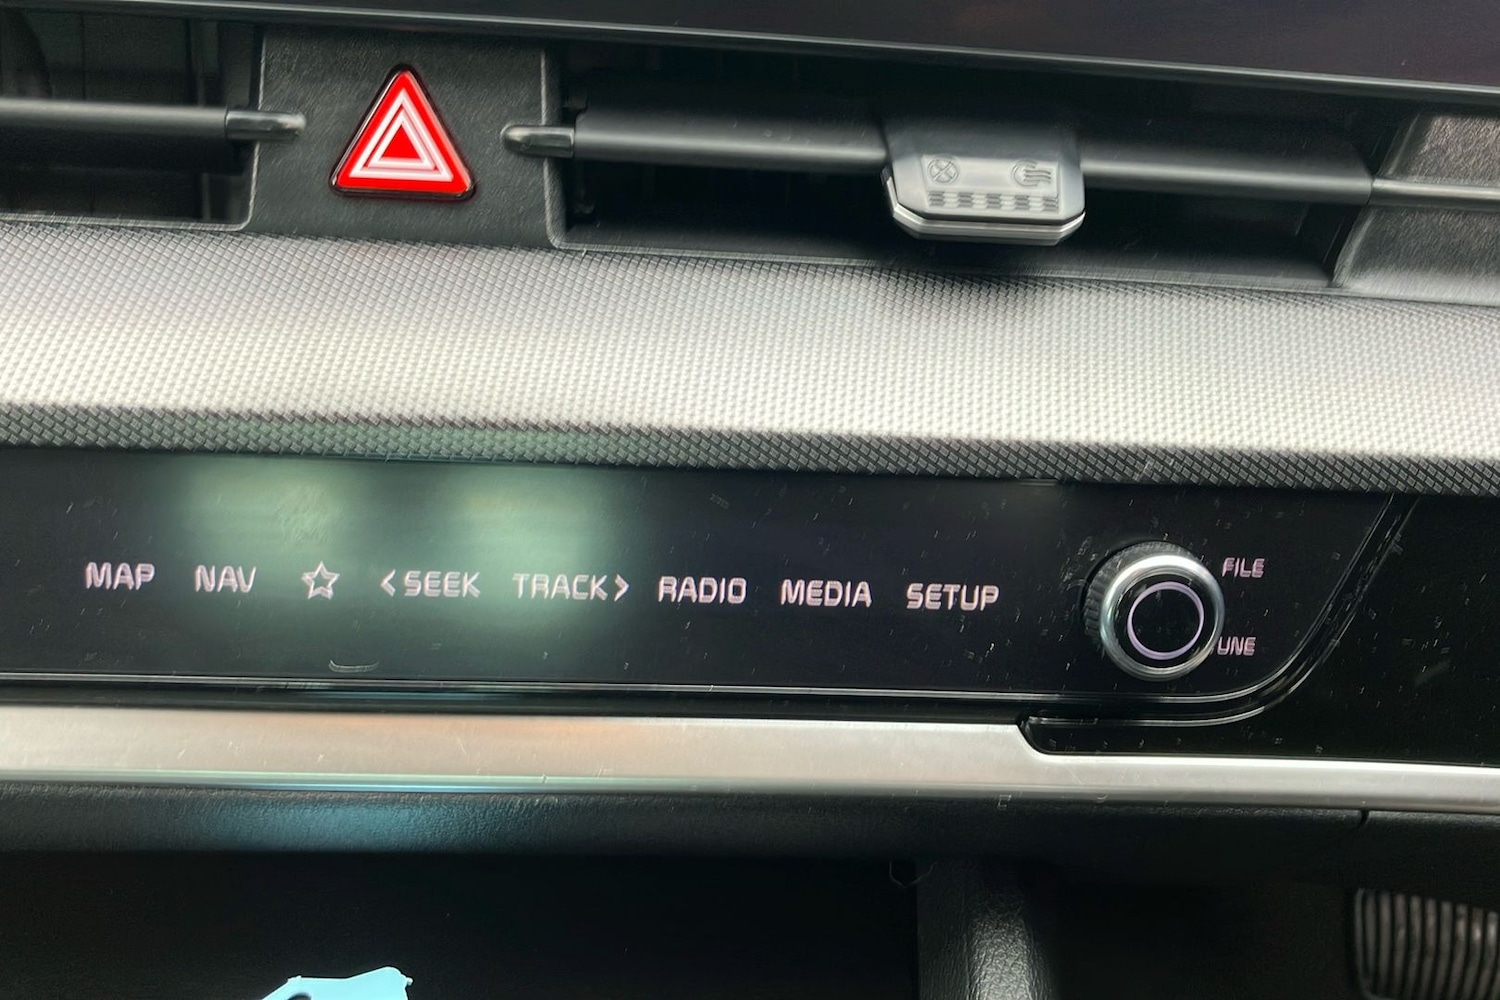 MAP NAV ☆ < SEEK TRACK > RADIO MEDIA SETUP
FILE
UNE